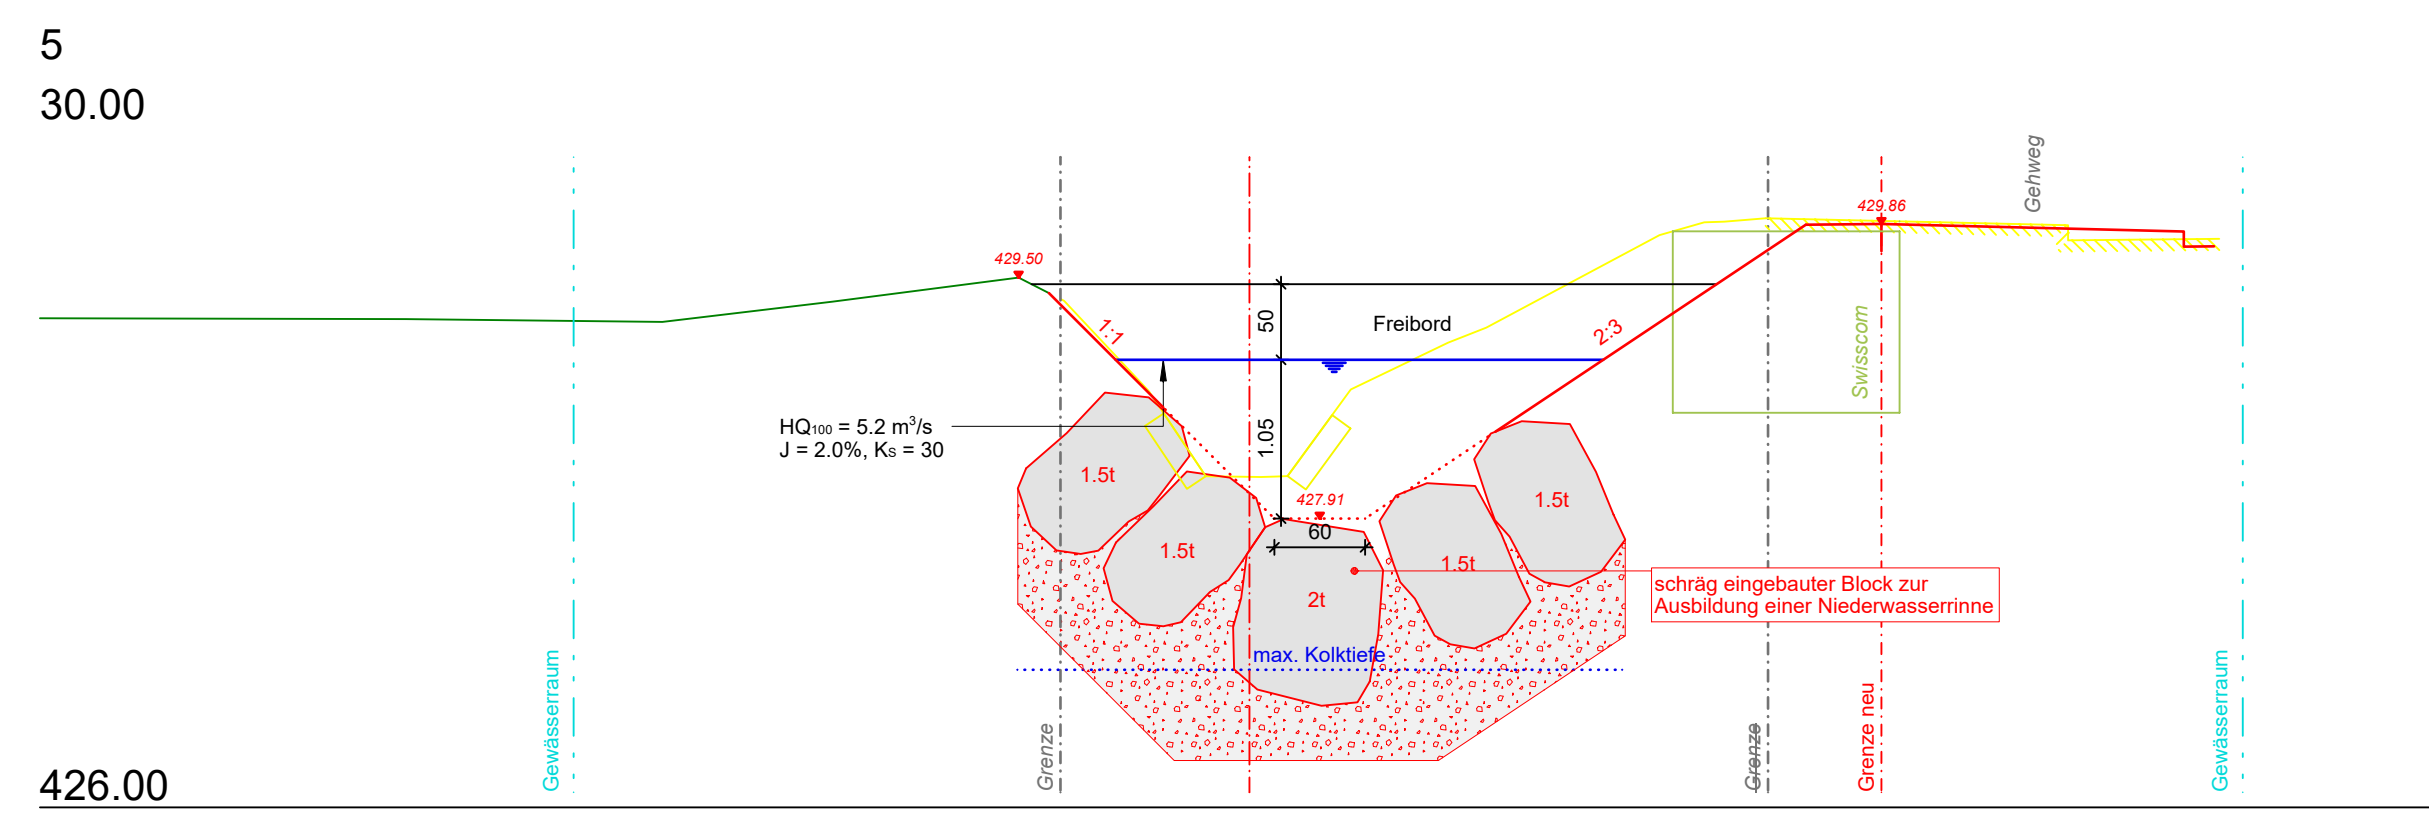 5
30.00
Gehweg
429.86
429.50
1:1
50
Freibord
2:3
Swisscom
HQ100 = 5.2 m³/s
J = 2.0%, KS = 30
1.05
1.5t
427.91
1.5t
60
1.5t
1.5t
2t
schräg eingebauter Block zur
Ausbildung einer Niederwasserrinne
max. Kolktiefe
Gewässerraum
Grenze
Grenze
Grenze neu
Gewässerraum
426.00